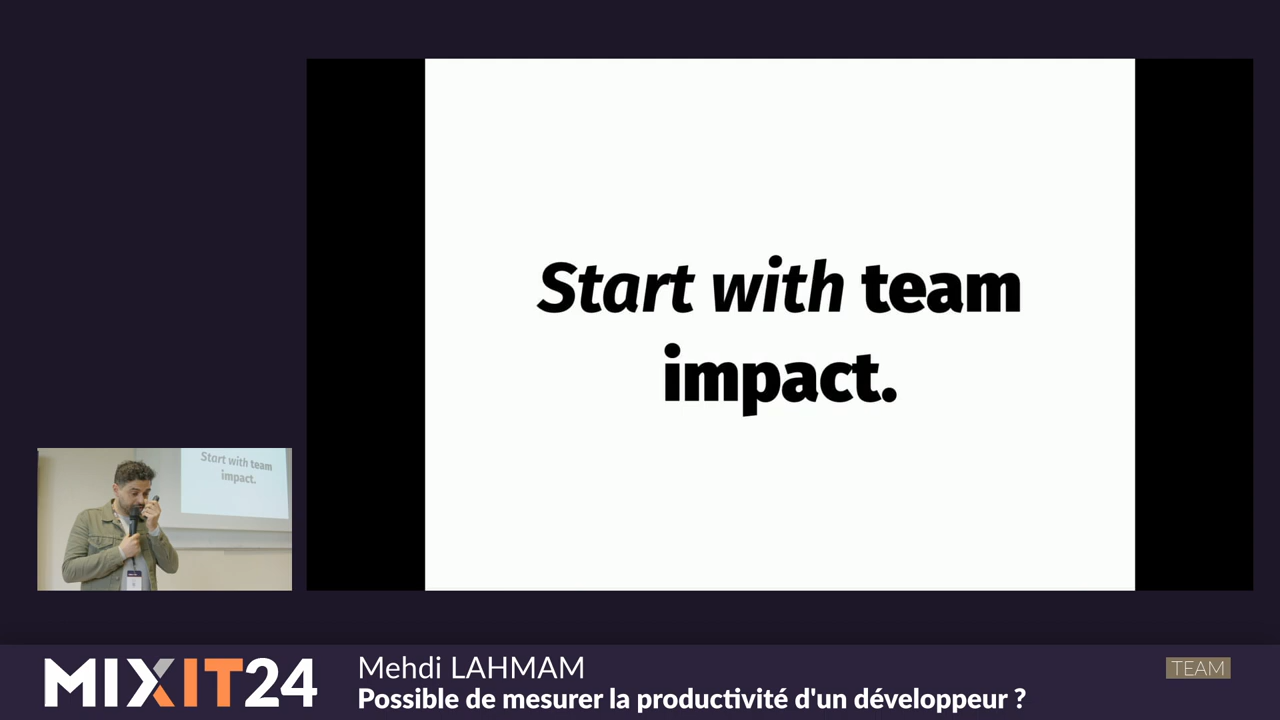 Start with team
impact.
Start with team
impact.
MIXIT24
Mehdi LAHMAM
Possible de mesurer la productivité d'un développeur ?
TEAM